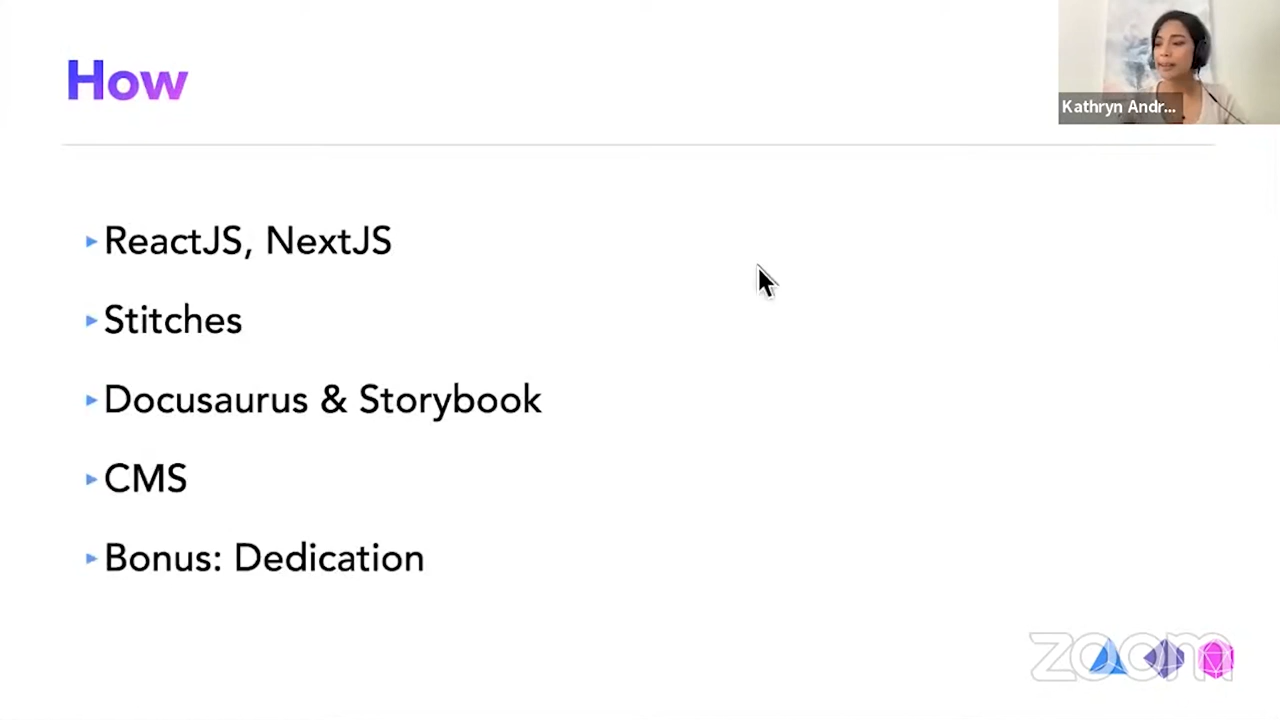 How
Kathryn Andr...
ReactJS, NextJS
Stitches
Docusaurus & Storybook
CMS
Bonus: Dedication
zoom